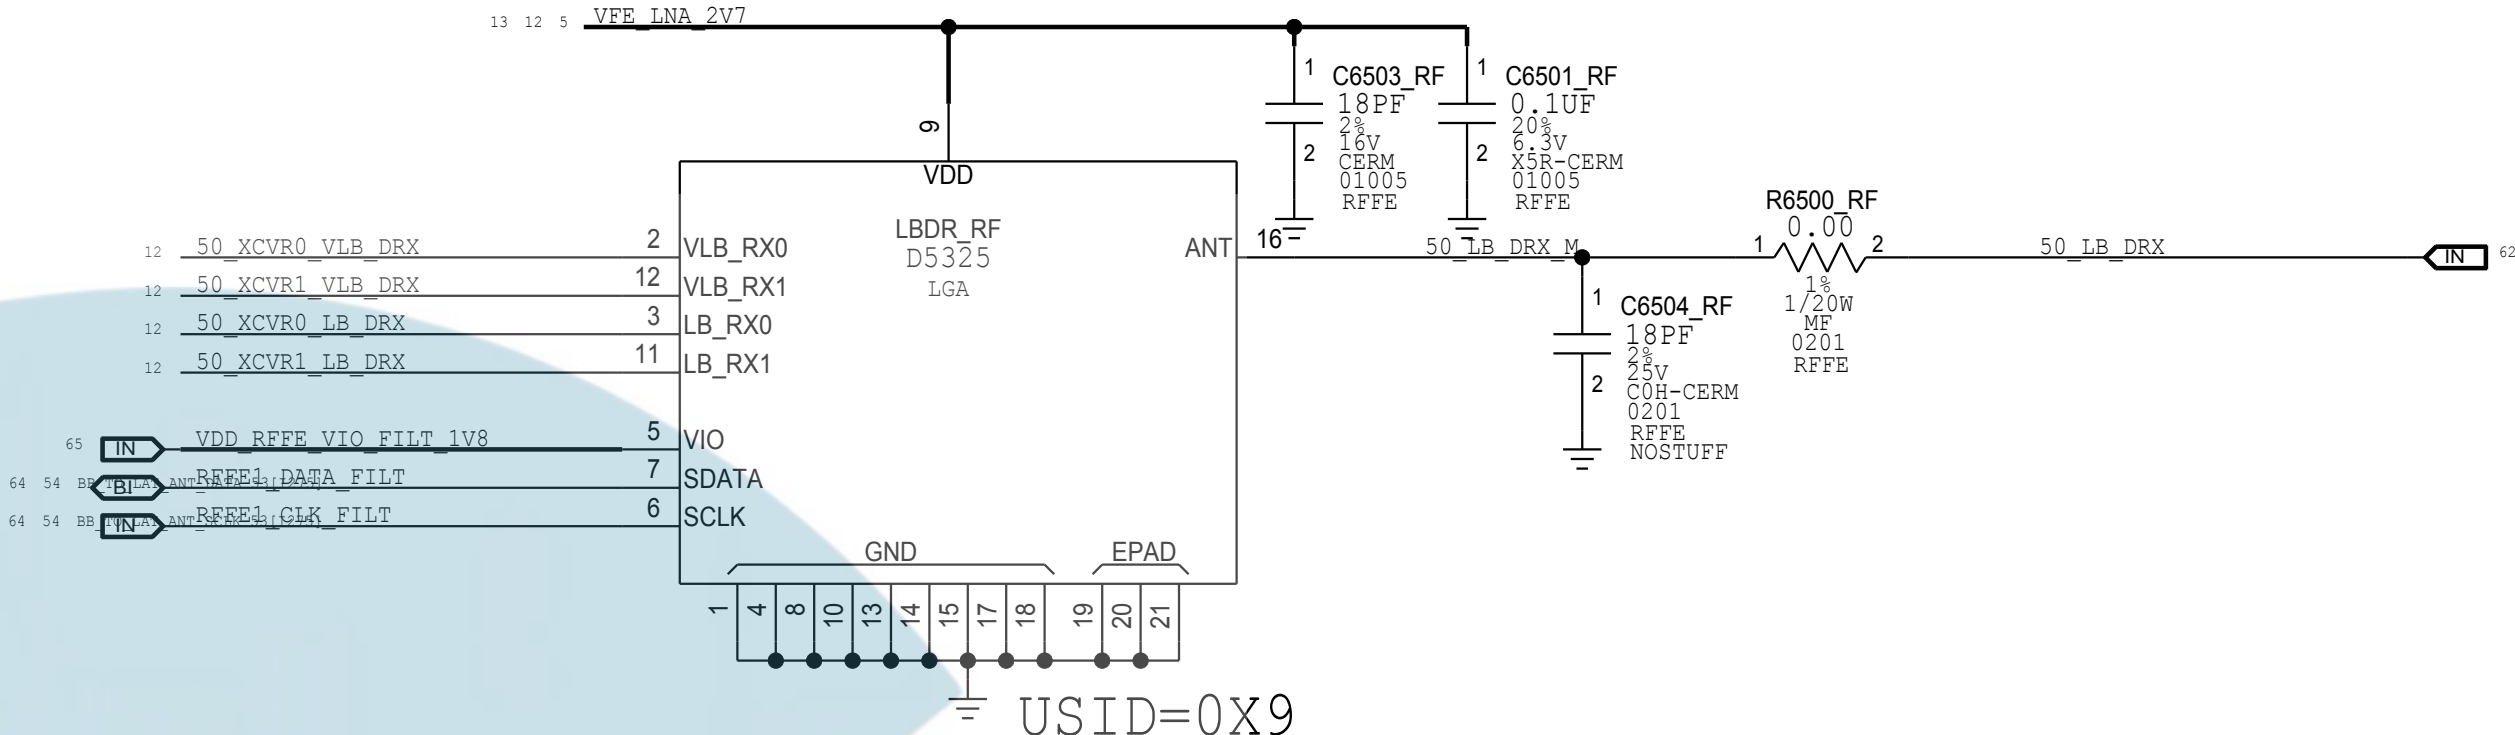 13 12 5 VFE_LNA_2V7
1 C6503_RF
18PF
2%
16V
2 CERM
01005
RFFE
1 C6501_RF
0.1UF
20%
6.3V
2 X5R-CERM
01005
RFFE
9
VDD
LBDR_RF
D5325
LGA
12 50_XCVR0_VLB_DRX 2 VLB_RX0
12 50_XCVR1_VLB_DRX 12 VLB_RX1
12 50_XCVR0_LB_DRX 3 LB_RX0
12 50_XCVR1_LB_DRX 11 LB_RX1
65 IN VDD_RFFE_VIO_FILT_1V8 5 VIO
64 54 BI RFFE1_DATA_FILT 7 SDATA
64 54 IN RFFE1_CLK_FILT 6 SCLK
ANT 16 50_LB_DRX_M
R6500_RF
0.00
1 2 50_LB_DRX IN 62
1%
1/20W
MF
0201
RFFE
1 C6504_RF
18PF
2%
25V
2 C0H-CERM
0201
RFFE
NOSTUFF
GND EPAD
1 4 8 10 13 14 15 17 18 19 20 21
USID=0X9